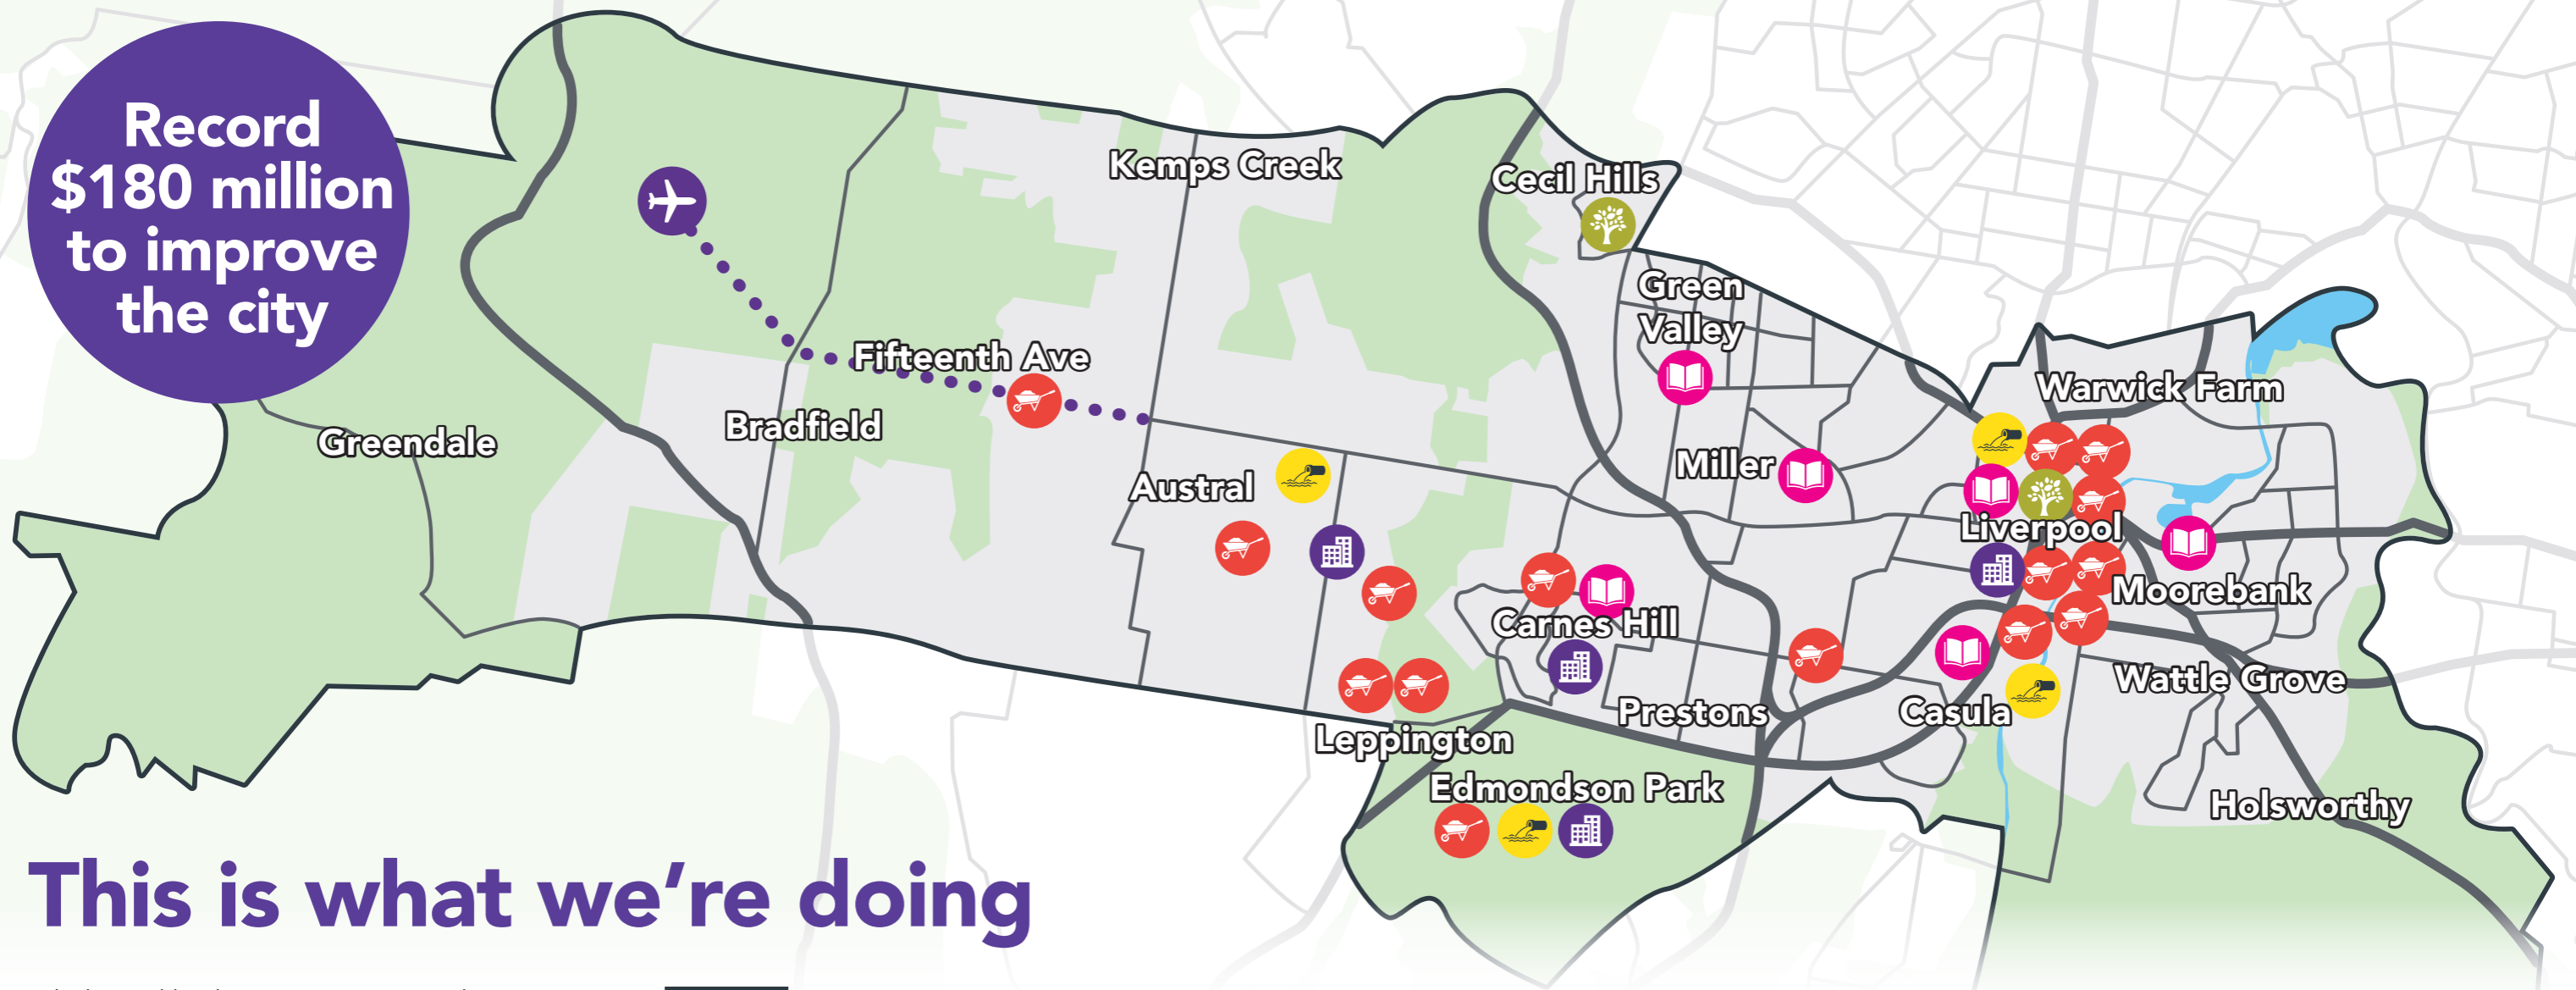 Record
$180 million
to improve
the city
Kemps Creek
Cecil Hills
Green
Valley
Fifteenth Ave
Warwick Farm
Bradfield
Greendale
Miller
Austral
Liverpool
Moorebank
Carnes Hill
Wattle Grove
Prestons
Casula
Leppington
Edmondson Park
Holsworthy
This is what we're doing